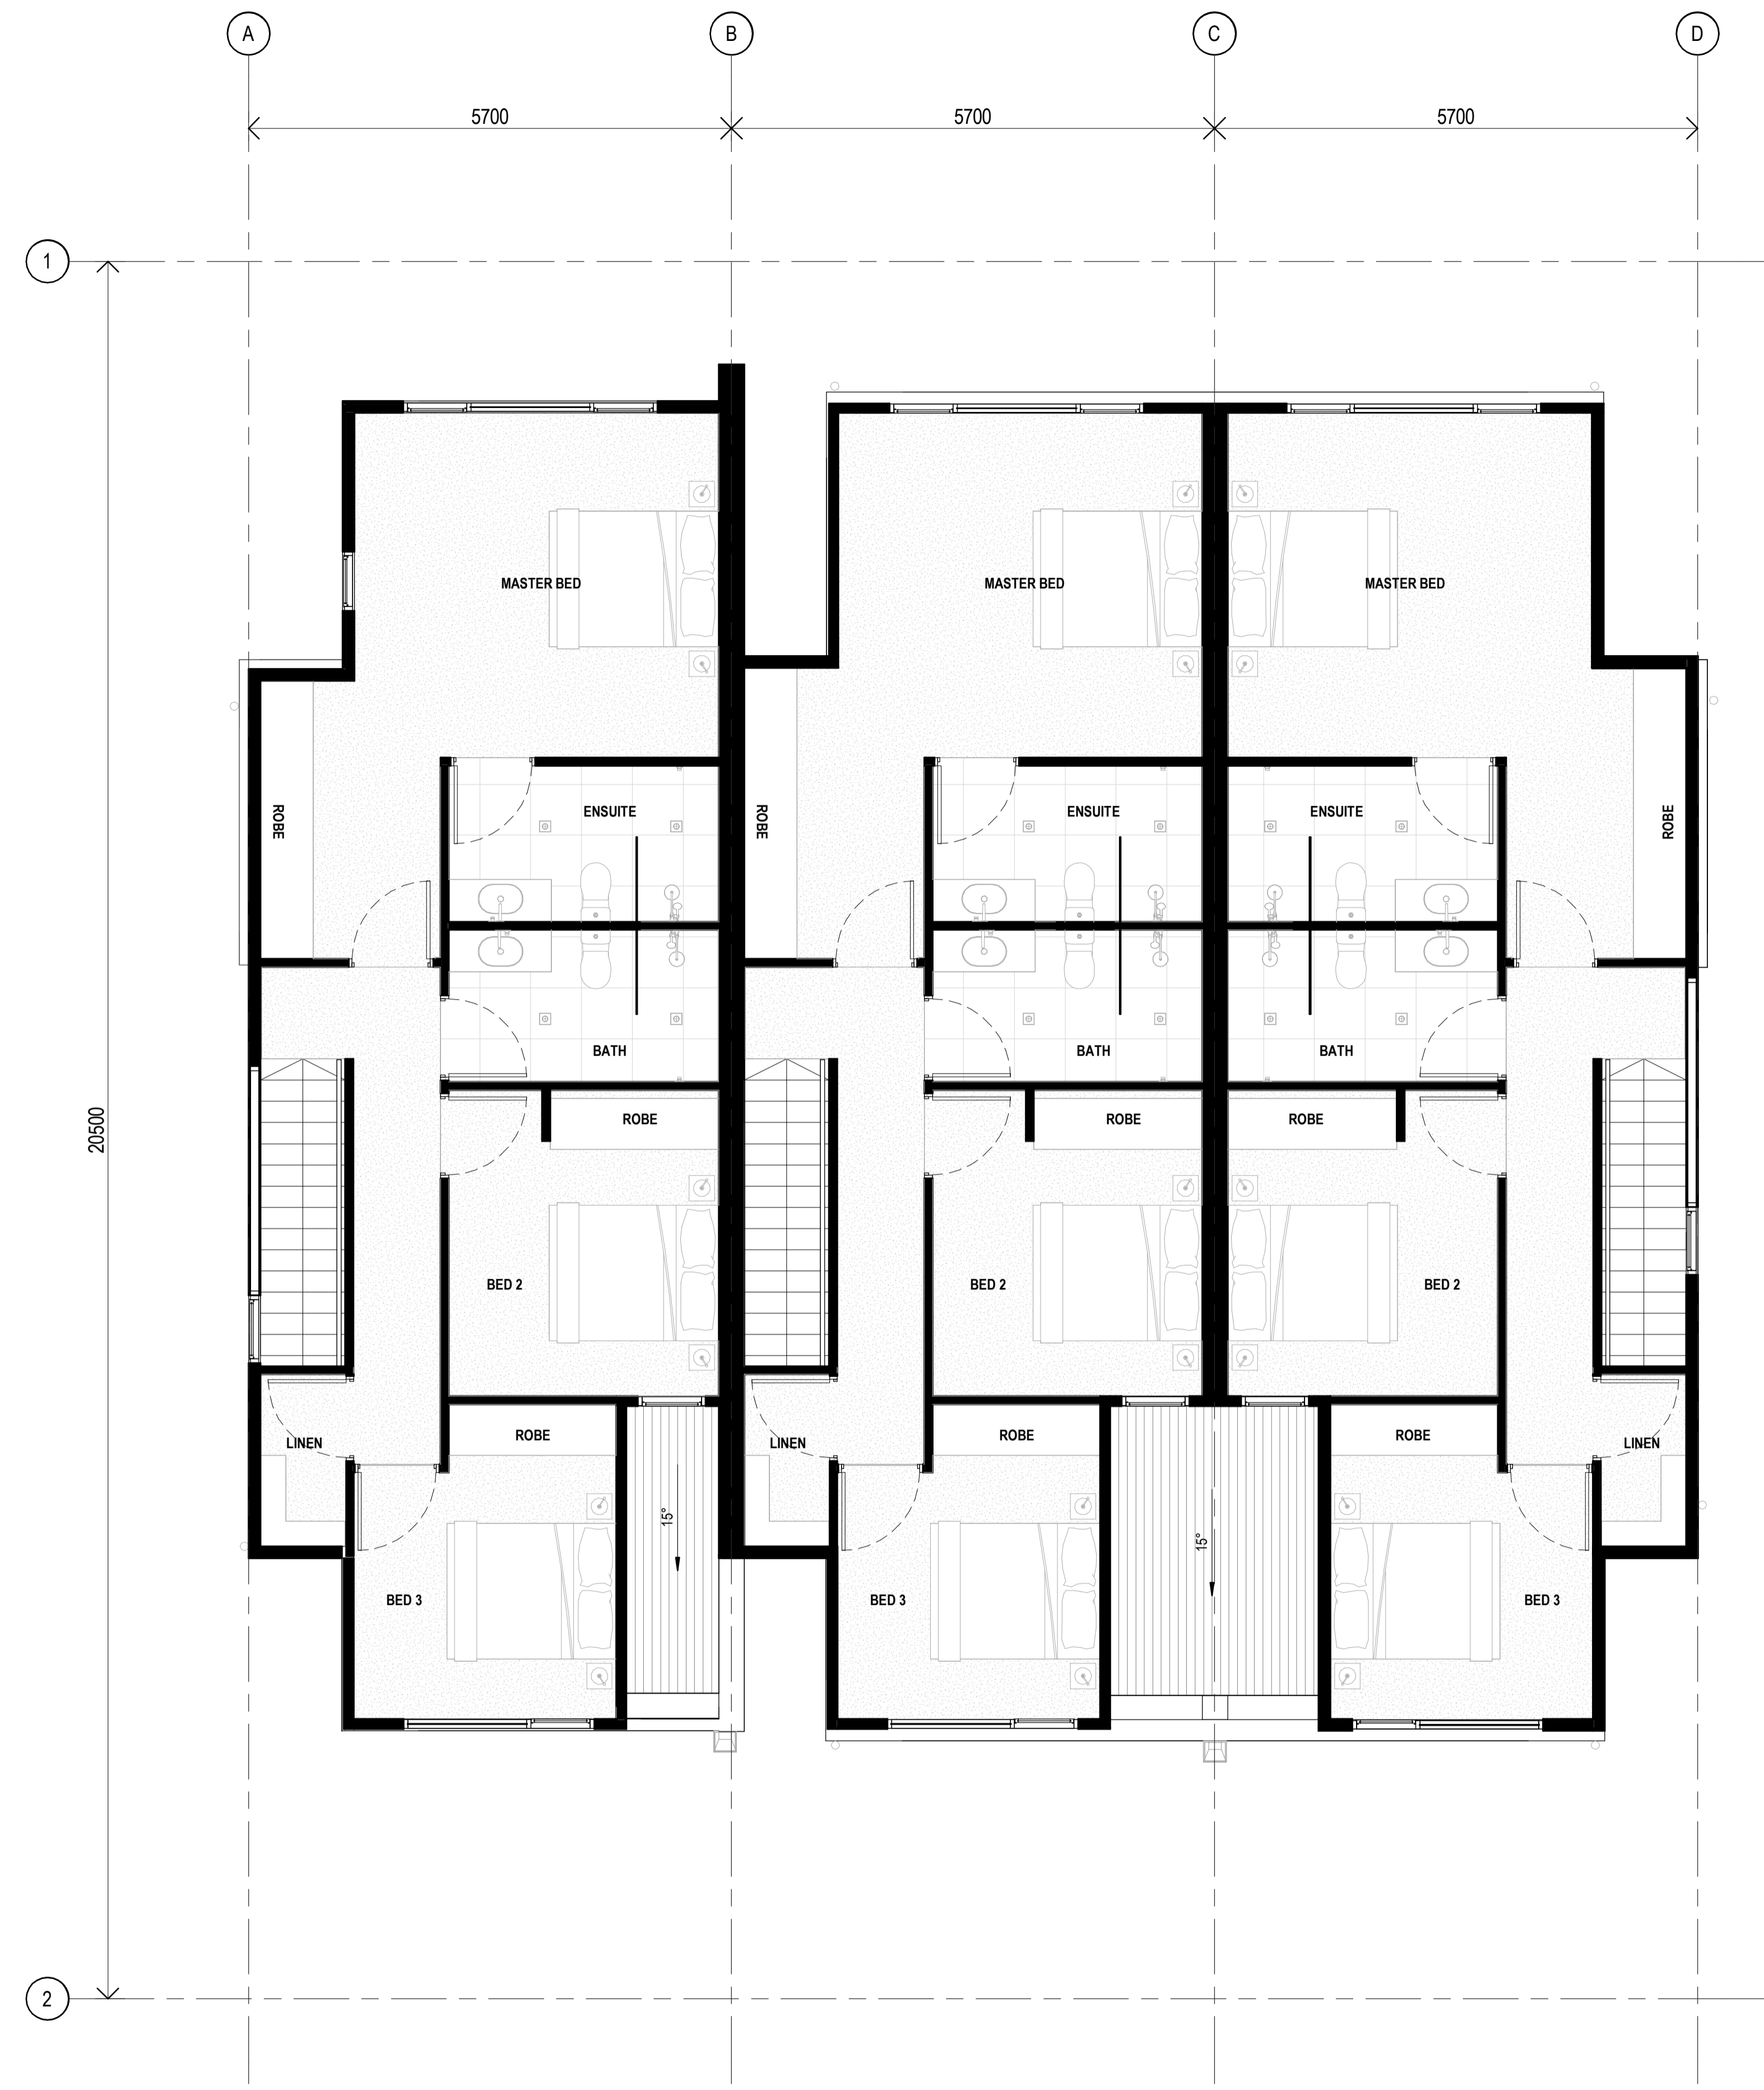 A
B
C
D
5700
5700
5700
1
MASTER BED
MASTER BED
MASTER BED
ROBE
ENSUITE
ROBE
ENSUITE
ENSUITE
ROBE
BATH
BATH
BATH
20500
ROBE
ROBE
ROBE
BED 2
BED 2
BED 2
LINEN
ROBE
LINEN
ROBE
ROBE
LINEN
15°
15°
BED 3
BED 3
BED 3
2